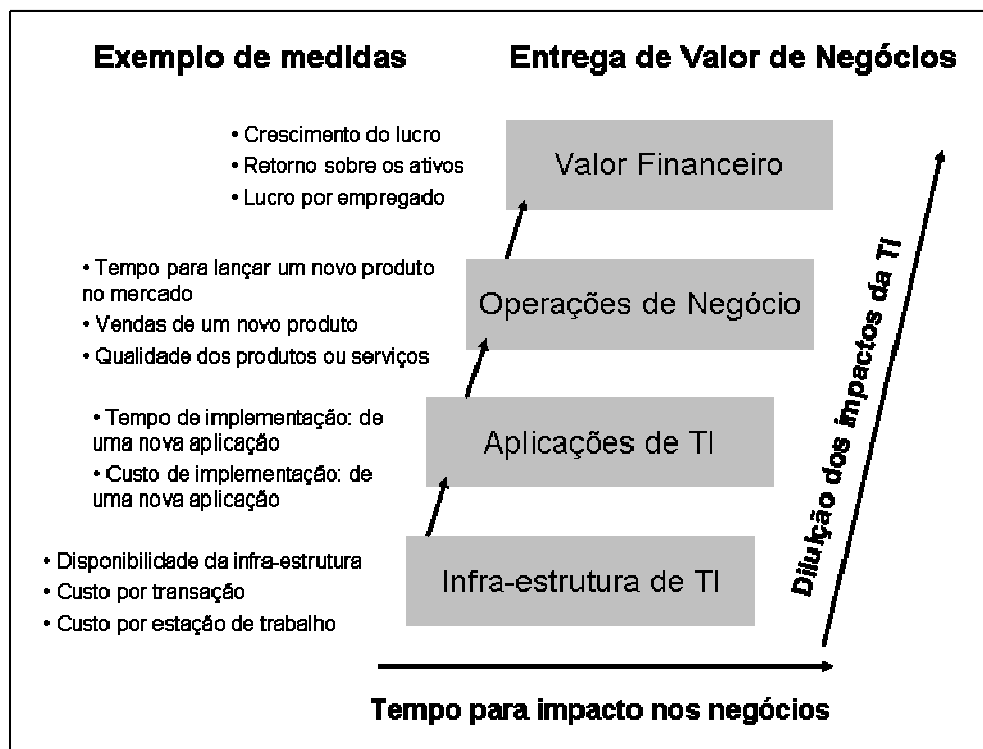 Exemplo de medidas
Entrega de Valor de Negócios
• Crescimento do lucro
• Retorno sobre os ativos
• Lucro por empregado
Valor Financeiro
• Tempo para lançar um novo produto
no mercado
• Vendas de um novo produto
• Qualidade dos produtos ou serviços
Operações de Negócio
• Tempo de implementação: de
uma nova aplicação
• Custo de implementação: de
uma nova aplicação
Aplicações de TI
• Disponibilidade da infra-estrutura
• Custo por transação
• Custo por estação de trabalho
Infra-estrutura de TI
Diluição dos impactos da TI
Tempo para impacto nos negócios